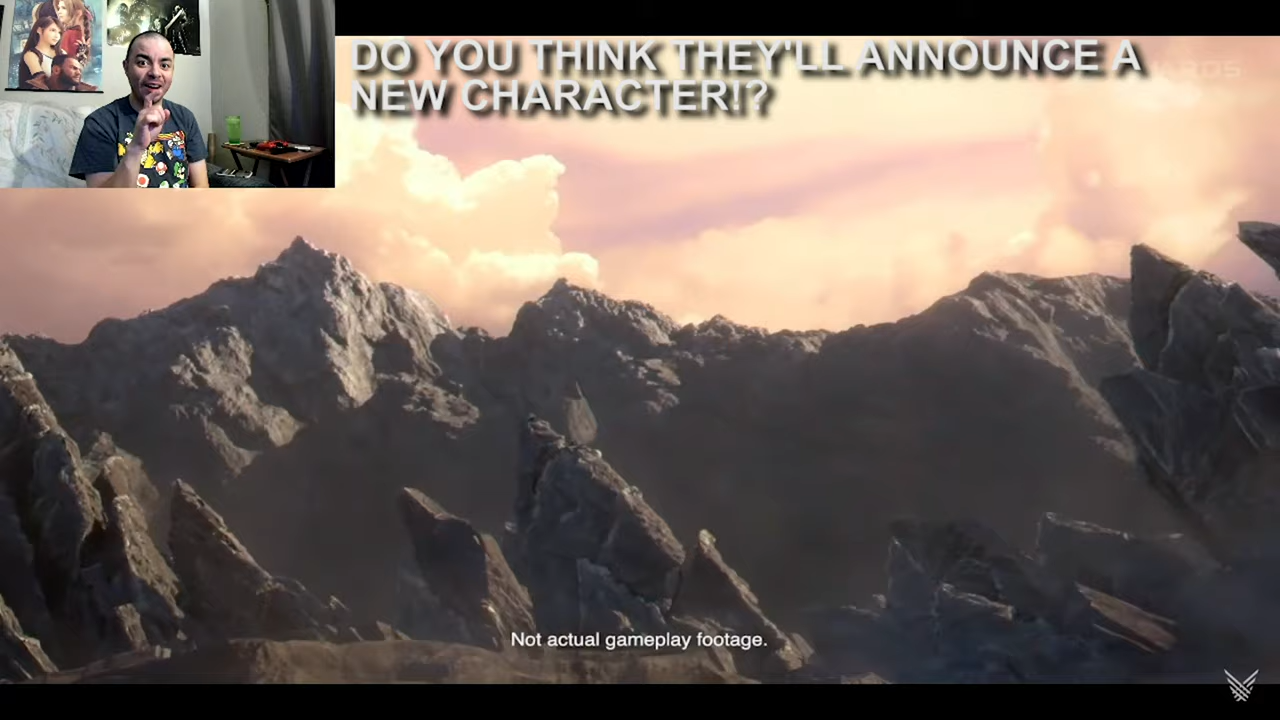 DO YOU THINK THEY'LL ANNOUNCE A
NEW CHARACTER!?
Not actual gameplay footage.